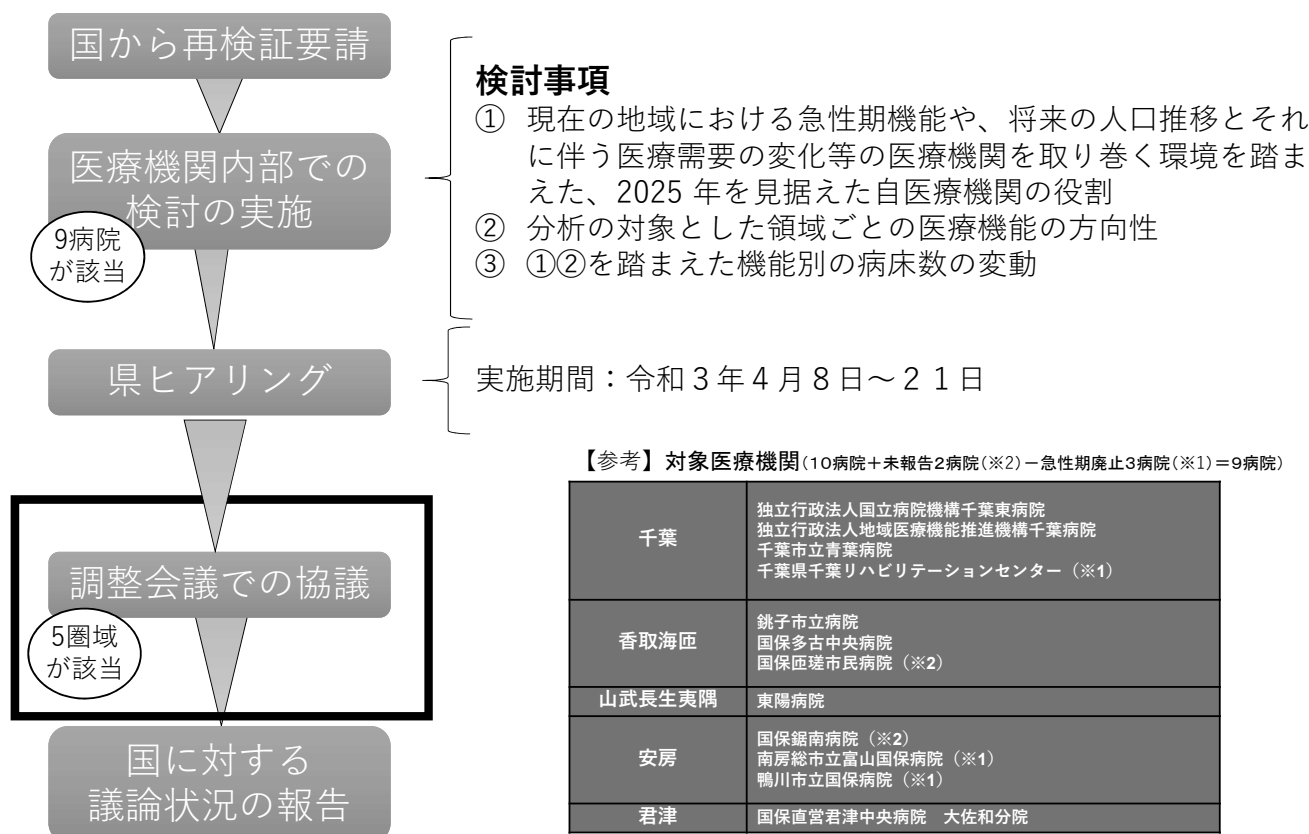 国から再検証要請
医療機関内部での
検討の実施
9病院
が該当
検討事項
① 現在の地域における急性期機能や、将来の人口推移とそれ
に伴う医療需要の変化等の医療機関を取り巻く環境を踏ま
えた、2025 年を見据えた自医療機関の役割
② 分析の対象とした領域ごとの医療機能の方向性
③ ①②を踏まえた機能別の病床数の変動
県ヒアリング
実施期間：令和３年４月８日～２１日
調整会議での協議
5圏域
が該当
国に対する
議論状況の報告
【参考】対象医療機関（10病院＋未報告2病院（※2）－急性期廃止3病院（※1）＝9病院）
千葉
独立行政法人国立病院機構千葉東病院
独立行政法人地域医療機能推進機構千葉病院
千葉市立青葉病院
千葉県千葉リハビリテーションセンター（※1）
香取海匝
銚子市立病院
国保多古中央病院
国保匝瑳市民病院（※2）
山武長生夷隅
東陽病院
安房
国保鋸南病院（※2）
南房総市立富山国保病院（※1）
鴨川市立国保病院（※1）
君津
国保直営君津中央病院　大佐和分院